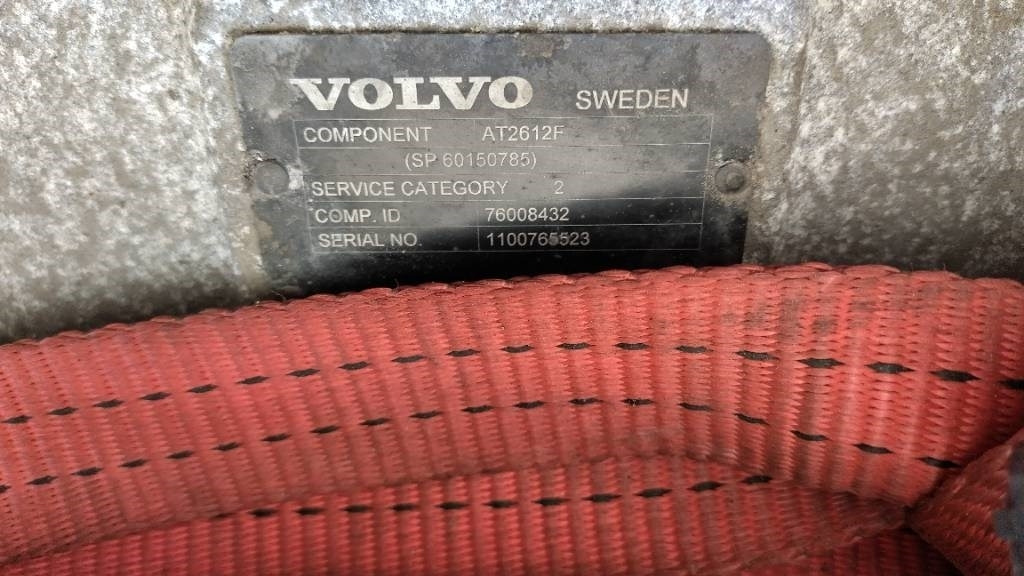 VOLVO SWEDEN
COMPONENT AT2612F
(SP 60150785)
SERVICE CATEGORY 2
COMP. ID 76008432
SERIAL NO. 1100765523